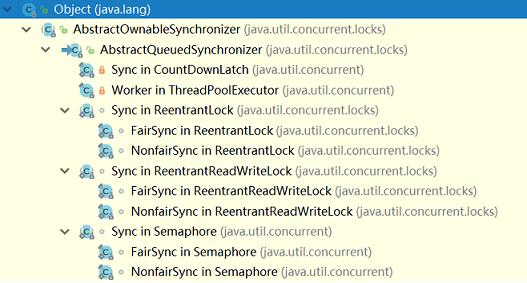 Object (java.lang)
AbstractOwnableSynchronizer (java.util.concurrent.locks)
AbstractQueuedSynchronizer (java.util.concurrent.locks)
Sync in CountDownLatch (java.util.concurrent)
Worker in ThreadPoolExecutor (java.util.concurrent)
Sync in ReentrantLock (java.util.concurrent.locks)
FairSync in ReentrantLock (java.util.concurrent.locks)
NonfairSync in ReentrantLock (java.util.concurrent.locks)
Sync in ReentrantReadWriteLock (java.util.concurrent.locks)
FairSync in ReentrantReadWriteLock (java.util.concurrent.locks)
NonfairSync in ReentrantReadWriteLock (java.util.concurrent.locks)
Sync in Semaphore (java.util.concurrent)
FairSync in Semaphore (java.util.concurrent)
NonfairSync in Semaphore (java.util.concurrent)